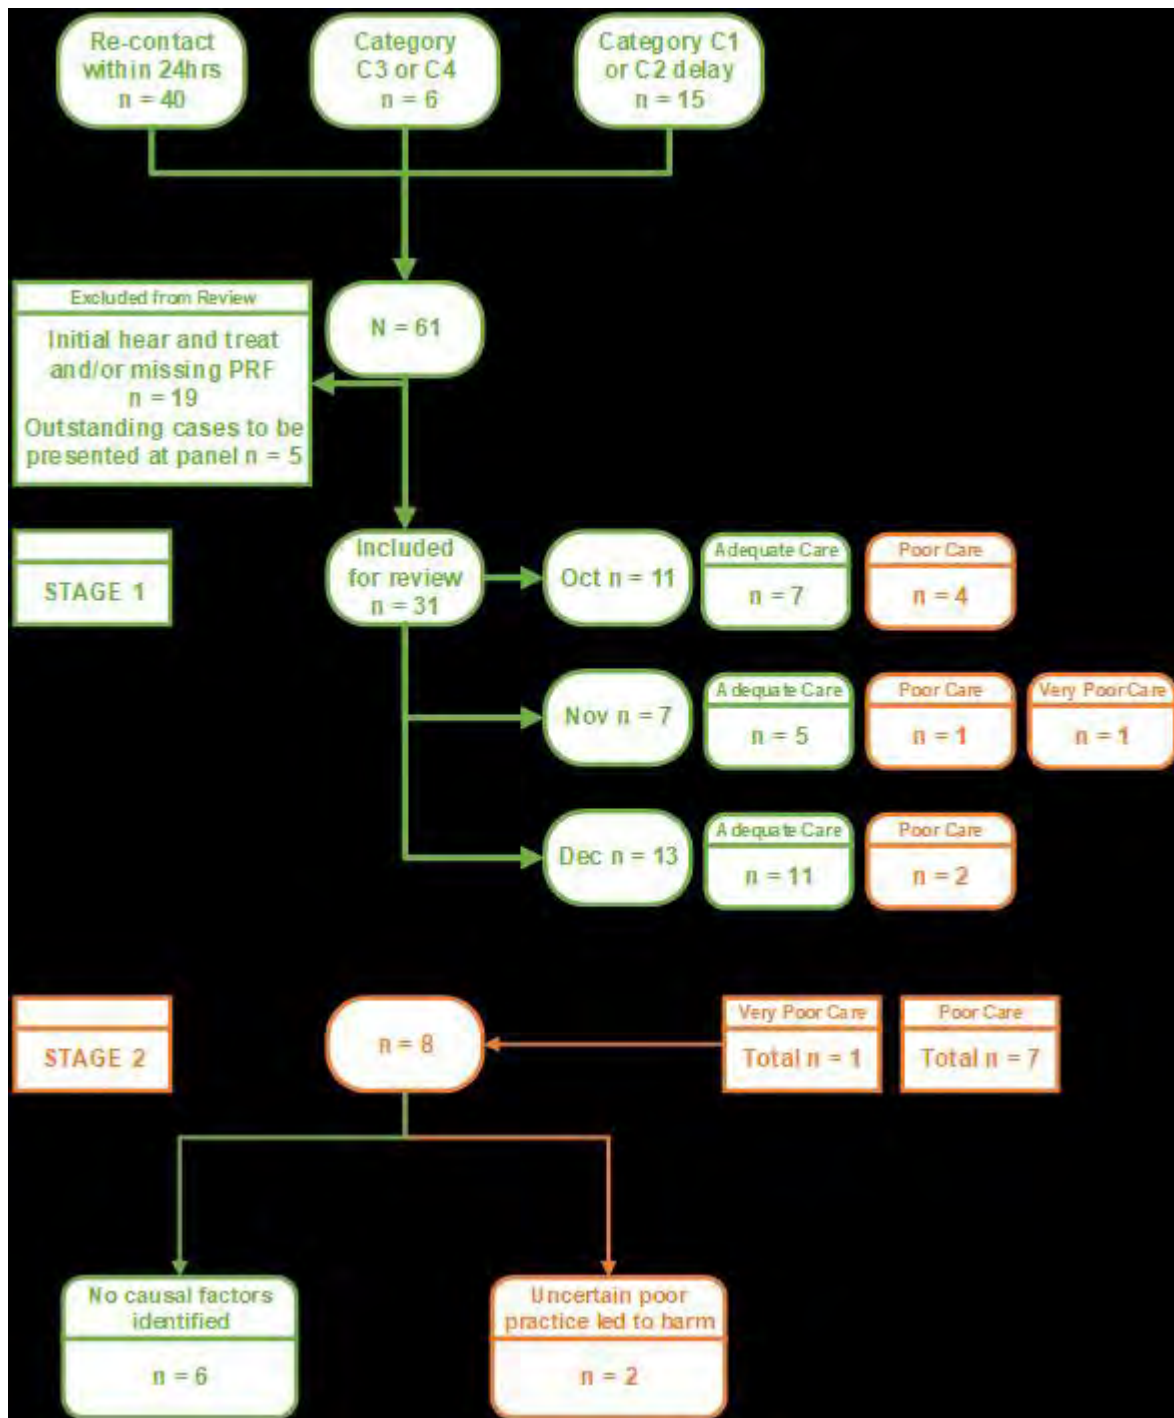 Re-contact
within 24hrs
n = 40
Category
C3 or C4
n = 6
Category C1
or C2 delay
n = 15
Excluded from Review
Initial hear and treat
and/or missing PRF
n = 19
Outstanding cases to be
presented at panel n = 5
N = 61
STAGE 1
Included
for review
n = 31
Oct n = 11
Adequate Care
n = 7
Poor Care
n = 4
Nov n = 7
Adequate Care
n = 5
Poor Care
n = 1
Very Poor Care
n = 1
Dec n = 13
Adequate Care
n = 11
Poor Care
n = 2
STAGE 2
n = 8
Very Poor Care
Total n = 1
Poor Care
Total n = 7
No causal factors
identified
n = 6
Uncertain poor
practice led to harm
n = 2